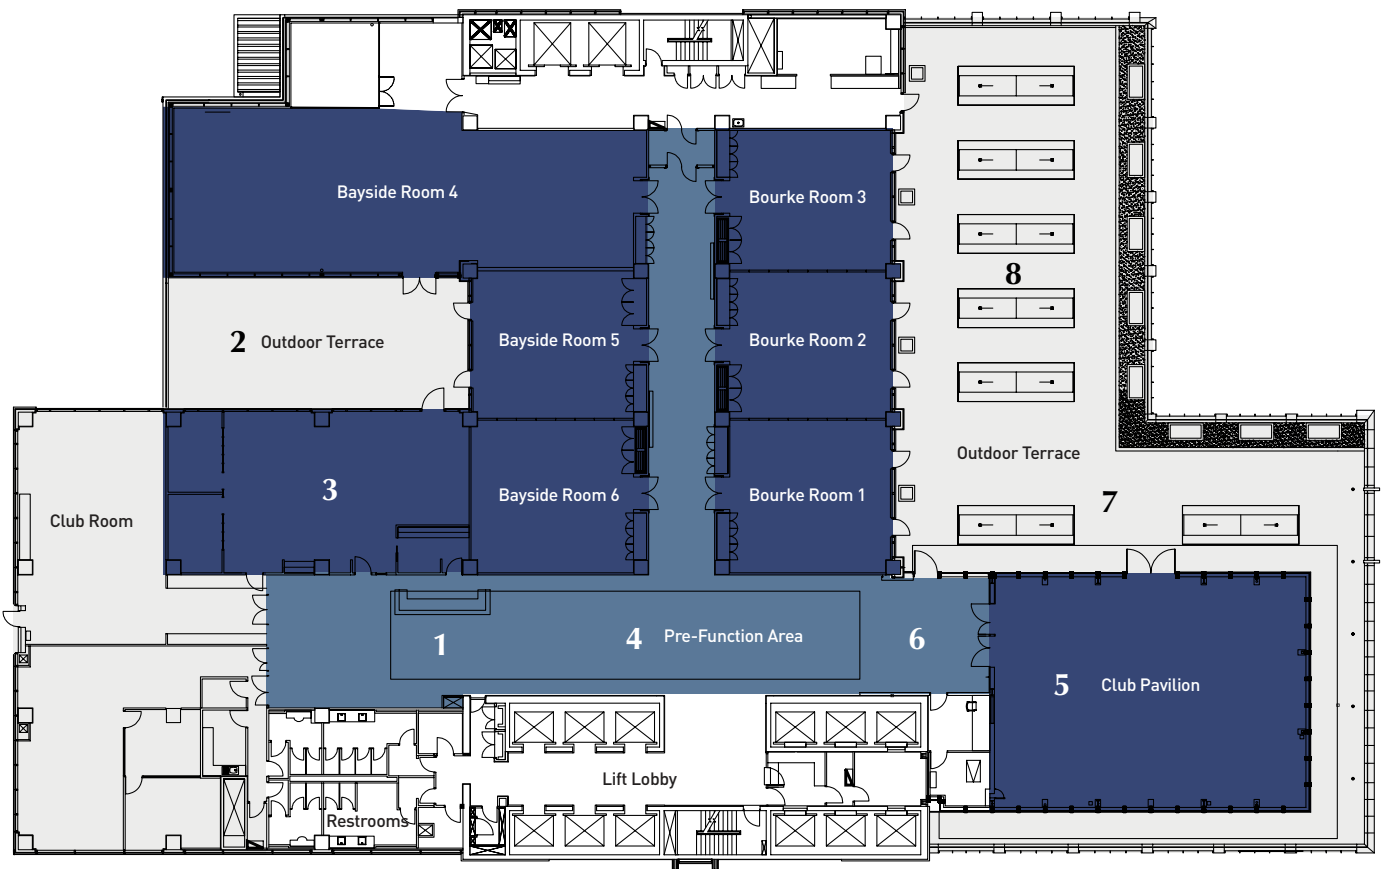 Bayside Room 4
Bourke Room 3
8
2 Outdoor Terrace
Bayside Room 5
Bourke Room 2
Outdoor Terrace
3
Bayside Room 6
Bourke Room 1
7
Club Room
1
4 Pre-Function Area
6
5 Club Pavilion
Lift Lobby
Restrooms